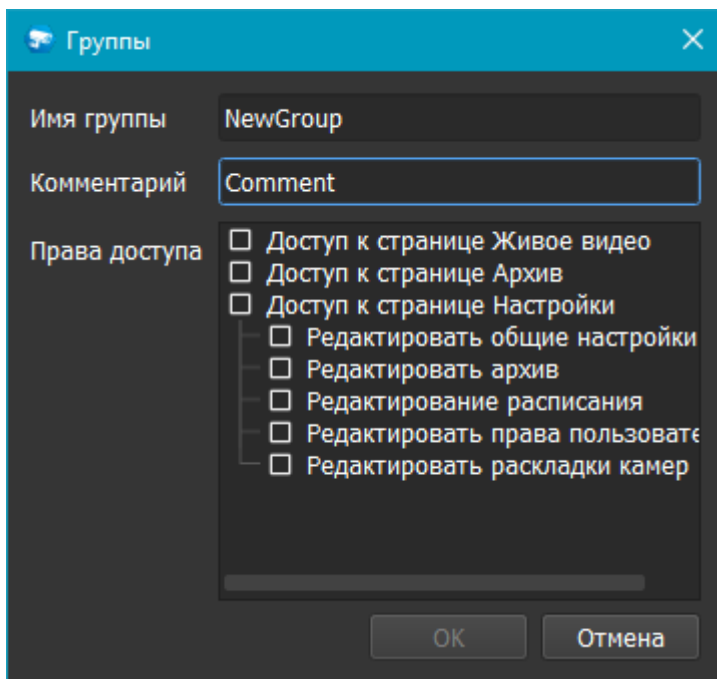 Группы
Имя группы NewGroup
Комментарий Comment
Права доступа
Доступ к странице Живое видео
Доступ к странице Архив
Доступ к странице Настройки
Редактировать общие настройки
Редактировать архив
Редактирование расписания
Редактировать права
Редактировать раскладки камер
OK Отмена